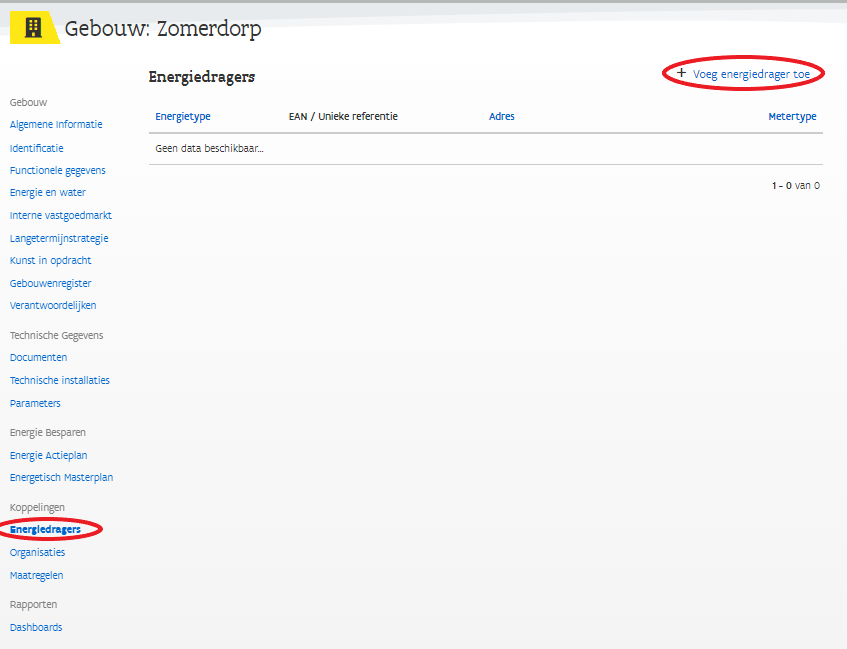 Gebouw: Zomerdorp
Energiedragers
+ Voeg energiedrager toe
Energietype EAN / Unieke referentie Adres Metertype
Geen data beschikbaar...
1 - 0 van 0
Gebouw
Algemene Informatie
Identificatie
Functionele gegevens
Energie en water
Interne vastgoedmarkt
Langetermijnstrategie
Kunst in opdracht
Gebouwenregister
Verantwoordelijken
Technische Gegevens
Documenten
Technische installaties
Parameters
Energie Besparen
Energie Actieplan
Energetisch Masterplan
Koppelingen
Energiedragers
Organisaties
Maatregelen
Rapporten
Dashboards